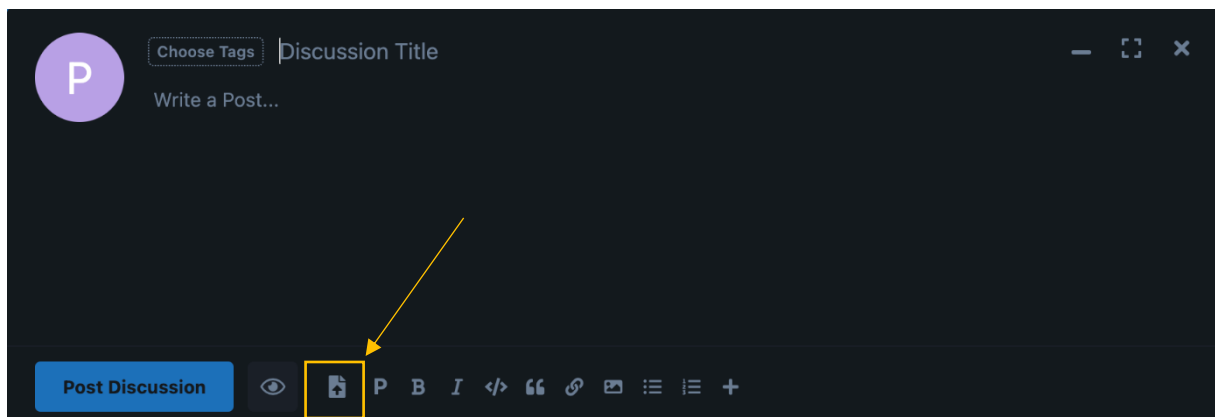 P
Choose Tags Discussion Title
Write a Post...
Post Discussion P B I </>